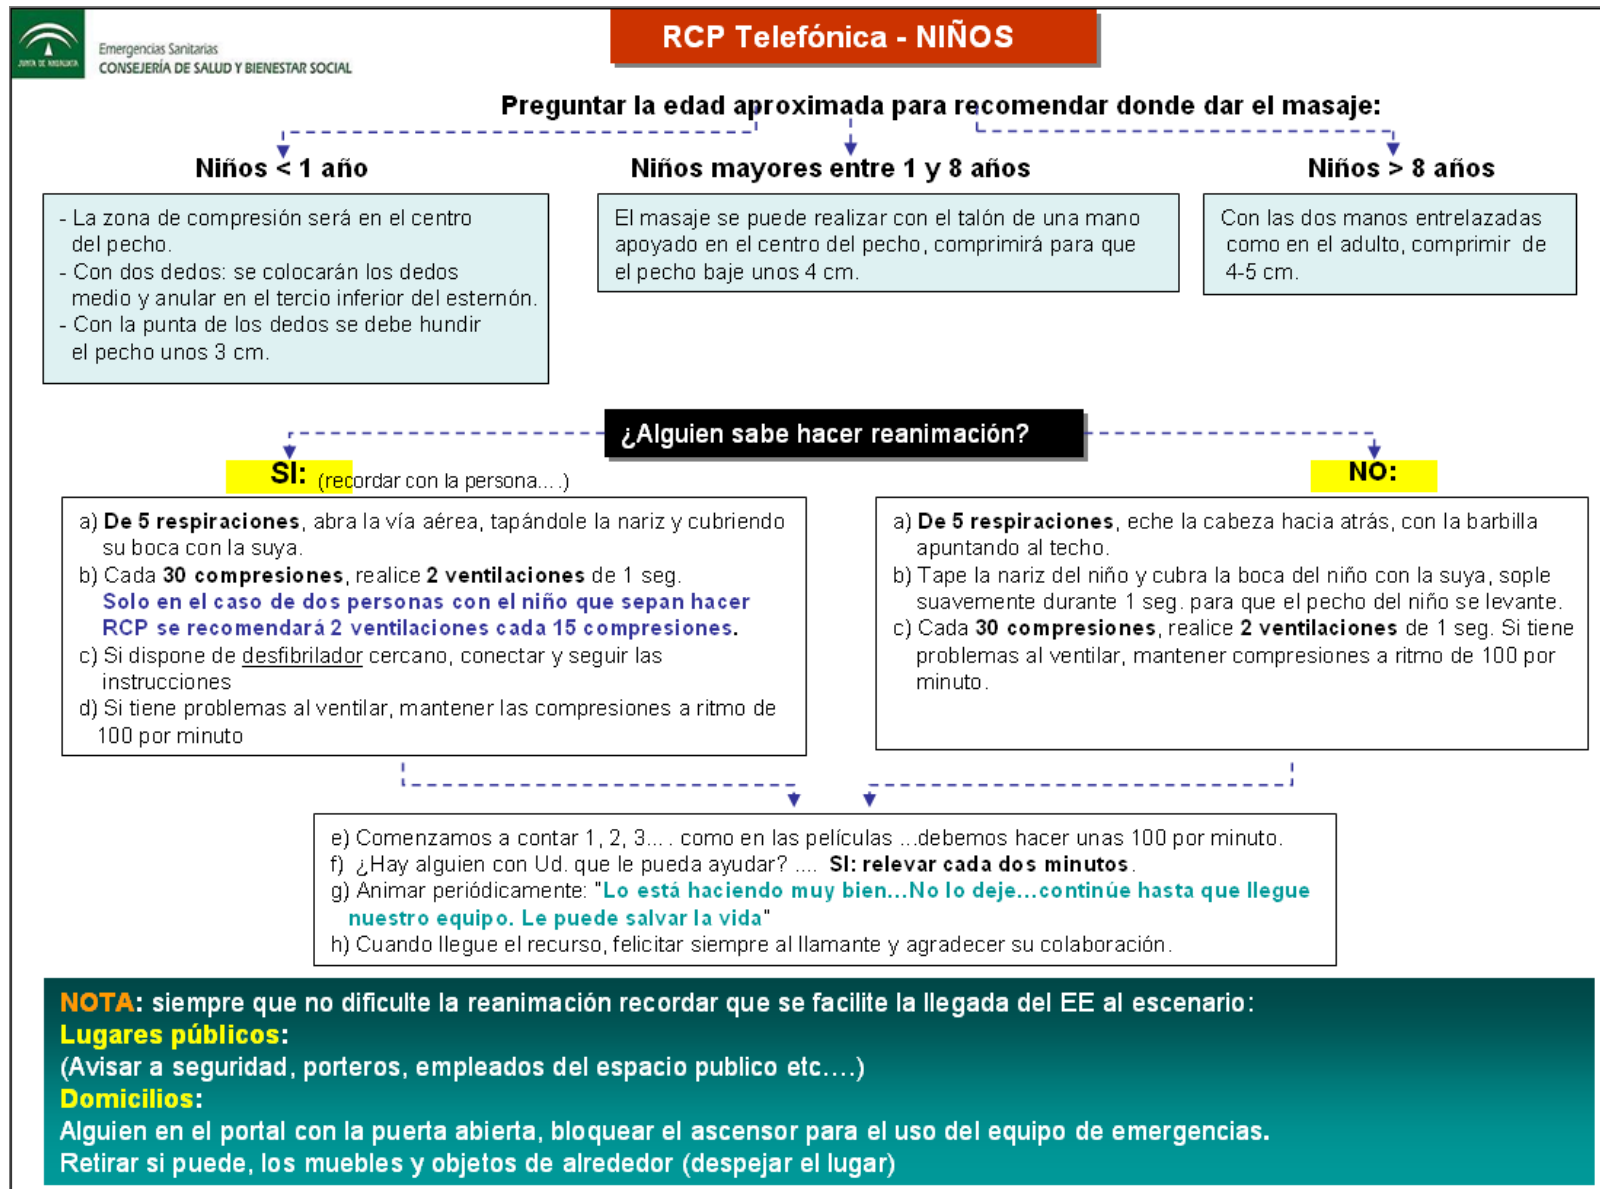 JUNTA DE ANDALUCIA
Emergencias Sanitarias
CONSEJERÍA DE SALUD Y BIENESTAR SOCIAL
RCP Telefónica - NIÑOS
Preguntar la edad aproximada para recomendar donde dar el masaje:
Niños < 1 año
- La zona de compresión será en el centro
del pecho.
- Con dos dedos: se colocarán los dedos
medio y anular en el tercio inferior del esternón.
- Con la punta de los dedos se debe hundir
el pecho unos 3 cm.
Niños mayores entre 1 y 8 años
El masaje se puede realizar con el talón de una mano
apoyado en el centro del pecho, comprimirá para que
el pecho baje unos 4 cm.
Niños > 8 años
Con las dos manos entrelazadas
como en el adulto, comprimir de
4-5 cm.
¿Alguien sabe hacer reanimación?
SI: (recordar con la persona....)
a) De 5 respiraciones, abra la vía aérea, tapándole la nariz y cubriendo
su boca con la suya.
b) Cada 30 compresiones, realice 2 ventilaciones de 1 seg.
Solo en el caso de dos personas con el niño que sepan hacer
RCP se recomendará 2 ventilaciones cada 15 compresiones.
c) Si dispone de desfibrilador cercano, conectar y seguir las
instrucciones
d) Si tiene problemas al ventilar, mantener las compresiones a ritmo de
100 por minuto
NO:
a) De 5 respiraciones, eche la cabeza hacia atrás, con la barbilla
apuntando al techo.
b) Tape la nariz del niño y cubra la boca del niño con la suya, sople
suavemente durante 1 seg. para que el pecho del niño se levante.
c) Cada 30 compresiones, realice 2 ventilaciones de 1 seg. Si tiene
problemas al ventilar, mantener compresiones a ritmo de 100 por
minuto.
e) Comenzamos a contar 1, 2, 3.... como en las películas ...debemos hacer unas 100 por minuto.
f) ¿Hay alguien con Ud. que le pueda ayudar? .... SI: relevar cada dos minutos.
g) Animar periódicamente: "Lo está haciendo muy bien...No lo deje...continúe hasta que llegue
nuestro equipo. Le puede salvar la vida"
h) Cuando llegue el recurso, felicitar siempre al llamante y agradecer su colaboración.
NOTA: siempre que no dificulte la reanimación recordar que se facilite la llegada del EE al escenario:
Lugares públicos:
(Avisar a seguridad, porteros, empleados del espacio publico etc....)
Domicilios:
Alguien en el portal con la puerta abierta, bloquear el ascensor para el uso del equipo de emergencias.
Retirar si puede, los muebles y objetos de alrededor (despejar el lugar)